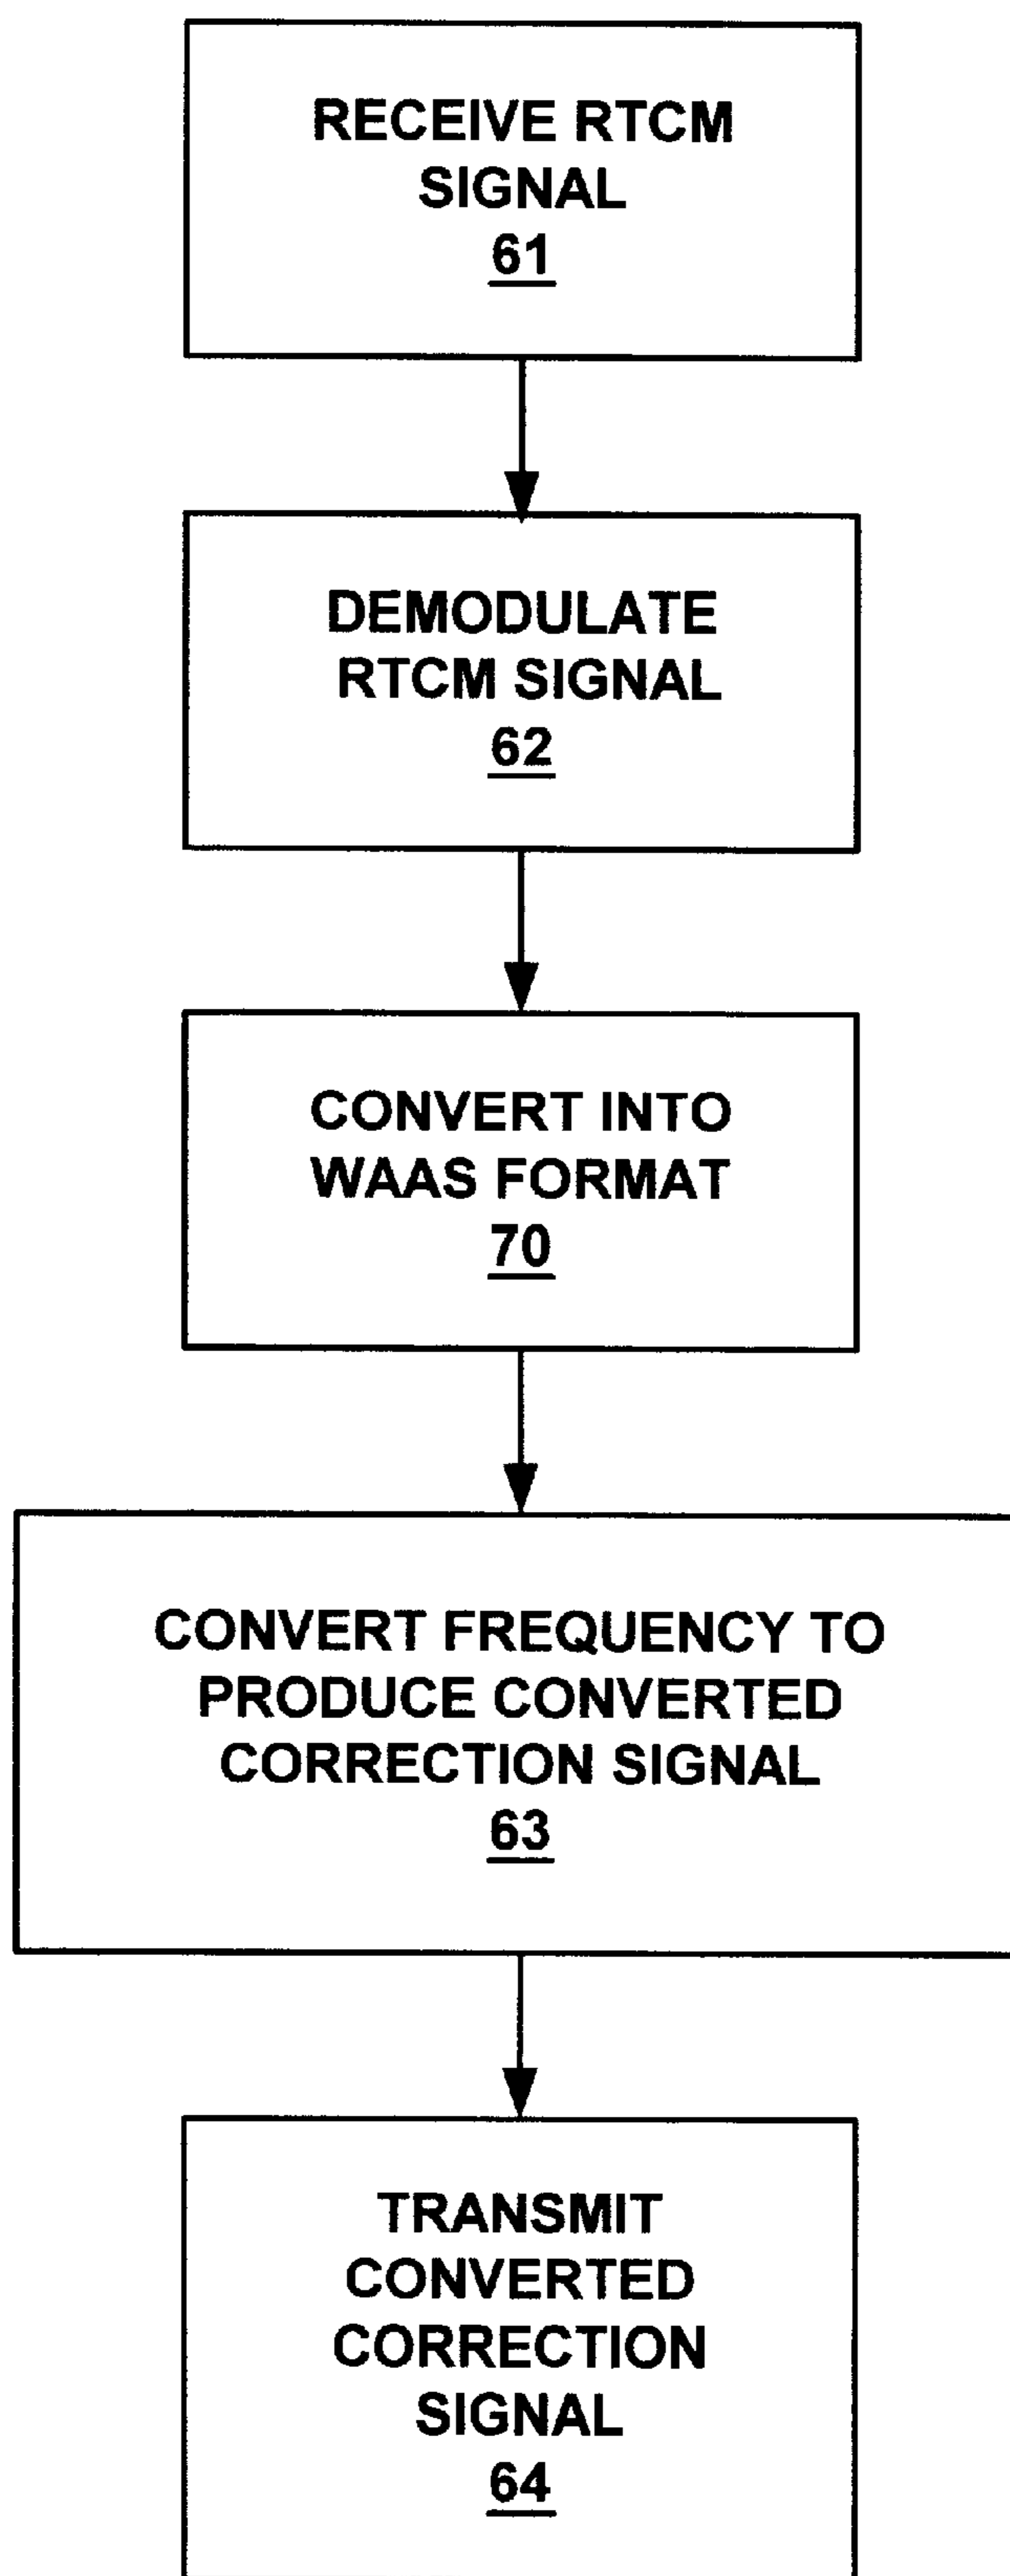 RECEIVE RTCM
SIGNAL
61
DEMODULATE
RTCM SIGNAL
62
CONVERT INTO
WAAS FORMAT
70
CONVERT FREQUENCY TO
PRODUCE CONVERTED
CORRECTION SIGNAL
63
TRANSMIT
CONVERTED
CORRECTION
SIGNAL
64